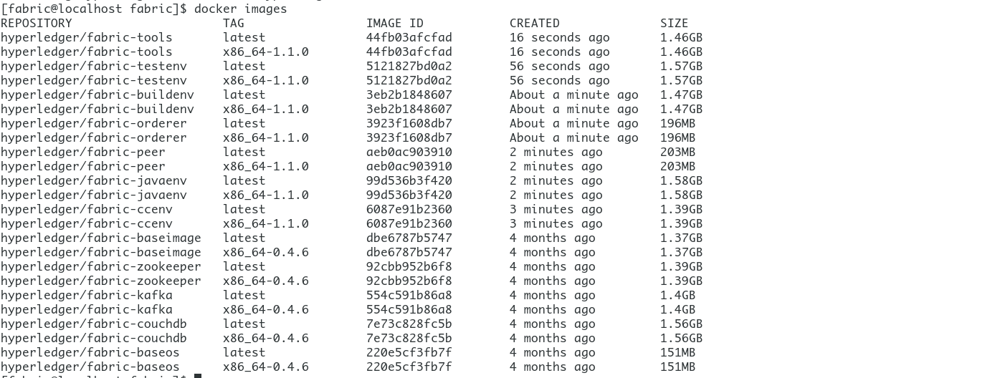 [fabric@localhost fabric]$ docker images
REPOSITORY TAG IMAGE ID CREATED SIZE
hyperledger/fabric-tools latest 44fb03afcfad 16 seconds ago 1.46GB
hyperledger/fabric-tools x86_64-1.1.0 44fb03afcfad 16 seconds ago 1.46GB
hyperledger/fabric-testenv latest 5121827bd0a2 56 seconds ago 1.57GB
hyperledger/fabric-testenv x86_64-1.1.0 5121827bd0a2 56 seconds ago 1.57GB
hyperledger/fabric-buildenv latest 3eb2b1848607 About a minute ago 1.47GB
hyperledger/fabric-buildenv x86_64-1.1.0 3eb2b1848607 About a minute ago 1.47GB
hyperledger/fabric-orderer latest 3923f1608db7 About a minute ago 196MB
hyperledger/fabric-orderer x86_64-1.1.0 3923f1608db7 About a minute ago 196MB
hyperledger/fabric-peer latest aeb0ac903910 2 minutes ago 203MB
hyperledger/fabric-peer x86_64-1.1.0 aeb0ac903910 2 minutes ago 203MB
hyperledger/fabric-javaenv latest 99d536b3f420 2 minutes ago 1.58GB
hyperledger/fabric-javaenv x86_64-1.1.0 99d536b3f420 2 minutes ago 1.58GB
hyperledger/fabric-ccenv latest 6087e91b2360 3 minutes ago 1.39GB
hyperledger/fabric-ccenv x86_64-1.1.0 6087e91b2360 3 minutes ago 1.39GB
hyperledger/fabric-baseimage latest dbe6787b5747 4 months ago 1.37GB
hyperledger/fabric-baseimage x86_64-0.4.6 dbe6787b5747 4 months ago 1.37GB
hyperledger/fabric-zookeeper latest 92cbb952b6f8 4 months ago 1.39GB
hyperledger/fabric-zookeeper x86_64-0.4.6 92cbb952b6f8 4 months ago 1.39GB
hyperledger/fabric-kafka latest 554c591b86a8 4 months ago 1.4GB
hyperledger/fabric-kafka x86_64-0.4.6 554c591b86a8 4 months ago 1.4GB
hyperledger/fabric-couchdb latest 7e73c828fc5b 4 months ago 1.56GB
hyperledger/fabric-couchdb x86_64-0.4.6 7e73c828fc5b 4 months ago 1.56GB
hyperledger/fabric-baseos latest 220e5cf3fb7f 4 months ago 151MB
hyperledger/fabric-baseos x86_64-0.4.6 220e5cf3fb7f 4 months ago 151MB